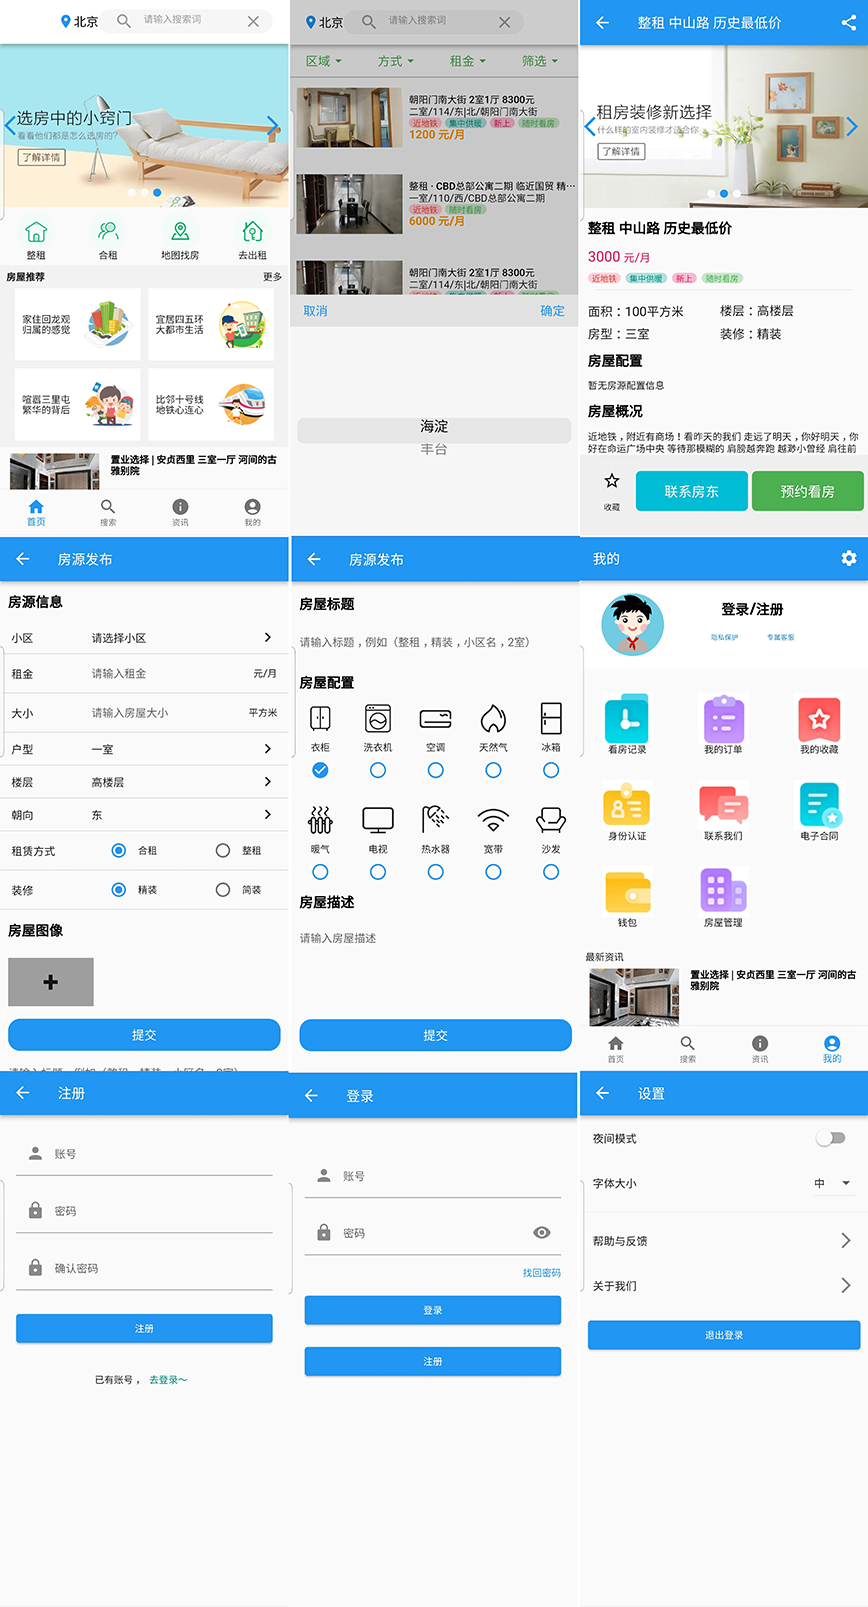 北京
请输入搜索词
选房中的小窍门
看看他们都是怎么选房的?
了解详情
整租
合租
地图找房
去出租
房屋推荐
更多
家住回龙观
归属的感觉
宜居四五环
大都市生活
喧嚣三里屯
繁华的背后
比邻十号线
地铁心连心
置业选择 | 安贞西里 三室一厅 河间的古
雅别院
首页
搜索
资讯
我的
北京
请输入搜索词
区域
方式
租金
筛选
朝阳门南大街 2室1厅 8300元
二室/114/东|北/朝阳门南大街
近地铁 集中供暖 新上 随时看房
1200 元/月
整租 · CBD总部公寓二期 临近国贸 精···
一室/110/西/CBD总部公寓二期
近地铁 随时看房
6000 元/月
朝阳门南大街 2室1厅 8300元
二室/114/东|北/朝阳门南大街
近地铁 集中供暖 新上 随时看房
取消
确定
海淀
丰台
整租 中山路 历史最低价
租房装修新选择
什么样的室内装修才适合你
了解详情
整租 中山路 历史最低价
3000 元/月
近地铁 集中供暖 新上 随时看房
面积：100平方米
楼层：高楼层
房型：三室
装修：精装
房屋配置
暂无房源配置信息
房屋概况
近地铁，附近有商场！看昨天的我们 走远了明天，你好明天，你
好在命运广场中央 等待那模糊的 肩膀越奔跑 越渺小曾经 肩往前
收藏
联系房东
预约看房
房源发布
房源信息
小区
请选择小区
租金
请输入租金
元/月
大小
请输入房屋大小
平方米
户型
一室
楼层
高楼层
朝向
东
租赁方式
合租
整租
装修
精装
简装
房屋图像
提交
房源发布
房屋标题
请输入标题，例如（整租，精装，小区名，2室）
房屋配置
衣柜
洗衣机
空调
天然气
冰箱
暖气
电视
热水器
宽带
沙发
房屋描述
请输入房屋描述
提交
我的
登录/注册
隐私保护
专属客服
看房记录
我的订单
我的收藏
身份认证
联系我们
电子合同
钱包
房屋管理
最新资讯
置业选择 | 安贞西里 三室一厅 河间的古
雅别院
首页
搜索
资讯
我的
注册
账号
密码
确认密码
注册
已有账号， 去登录~
登录
账号
密码
找回密码
登录
注册
设置
夜间模式
字体大小
中
帮助与反馈
关于我们
退出登录